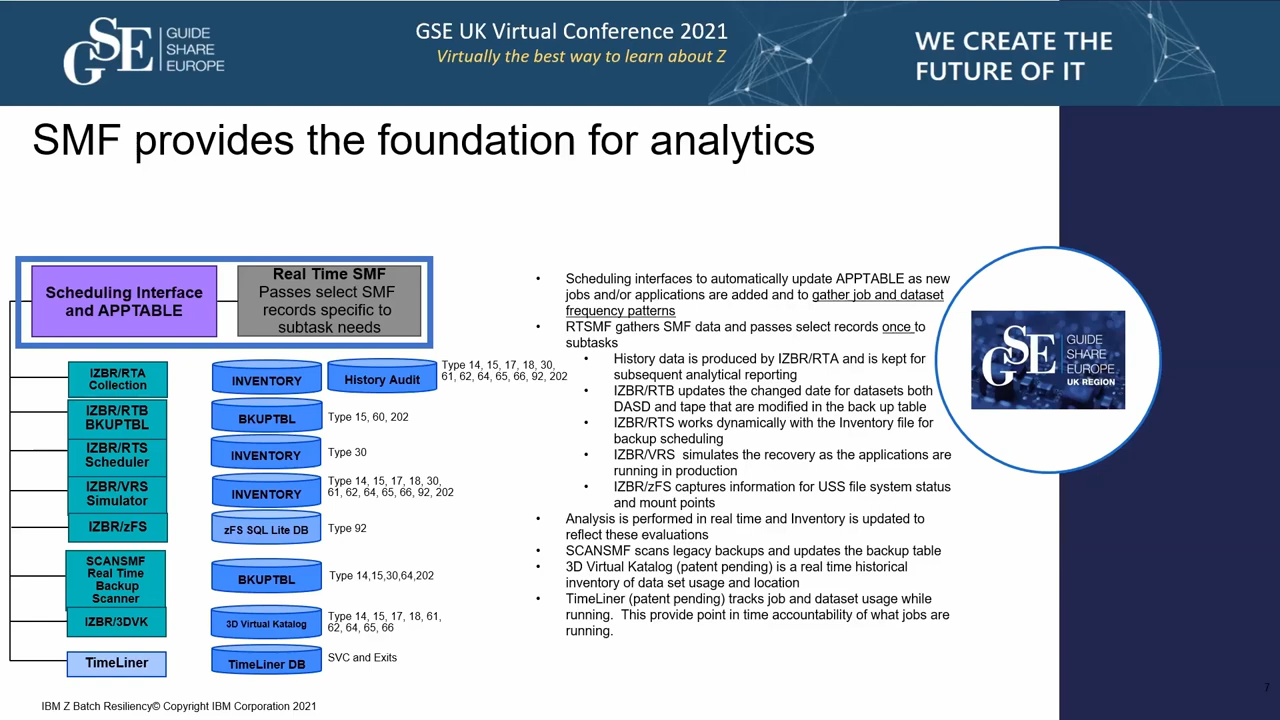 GSE GUIDE
SHARE
EUROPE
GSE UK Virtual Conference 2021
Virtually the best way to learn about Z
WE CREATE THE
FUTURE OF IT
SMF provides the foundation for analytics
Scheduling Interface
and APPTABLE
Real Time SMF
Passes select SMF
records specific to
subtask needs
IZBR/RTA
Collection
INVENTORY
History Audit
Type 14, 15, 17, 18, 30,
61, 62, 64, 65, 66, 92, 202
IZBR/RTB
BKUPTBL
BKUPTBL
Type 15, 60, 202
IZBR/RTS
Scheduler
INVENTORY
Type 30
IZBR/VRS
Simulator
INVENTORY
Type 14, 15, 17, 18, 30,
61, 62, 64, 65, 66, 92, 202
IZBR/zFS
zFS SQL Lite DB
Type 92
SCANSMF
Real Time
Backup
Scanner
BKUPTBL
Type 14,15,30,64,202
IZBR/3DVK
3D Virtual Katalog
Type 14, 15, 17, 18, 61,
62, 64, 65, 66
TimeLiner
TimeLiner DB
SVC and Exits
• Scheduling interfaces to automatically update APPTABLE as new
jobs and/or applications are added and to gather job and dataset
frequency patterns
• RTSMF gathers SMF data and passes select records once to
subtasks
• History data is produced by IZBR/RTA and is kept for
subsequent analytical reporting
• IZBR/RTB updates the changed date for datasets both
DASD and tape that are modified in the back up table
• IZBR/RTS works dynamically with the Inventory file for
backup scheduling
• IZBR/VRS simulates the recovery as the applications are
running in production
• IZBR/zFS captures information for USS file system status
and mount points
• Analysis is performed in real time and Inventory is updated to
reflect these evaluations
• SCANSMF scans legacy backups and updates the backup table
• 3D Virtual Katalog (patent pending) is a real time historical
inventory of data set usage and location
• TimeLiner (patent pending) tracks job and dataset usage while
running. This provide point in time accountability of what jobs are
running.
GSE GUIDE
SHARE
EUROPE
UK REGION
7
IBM Z Batch Resiliency© Copyright IBM Corporation 2021